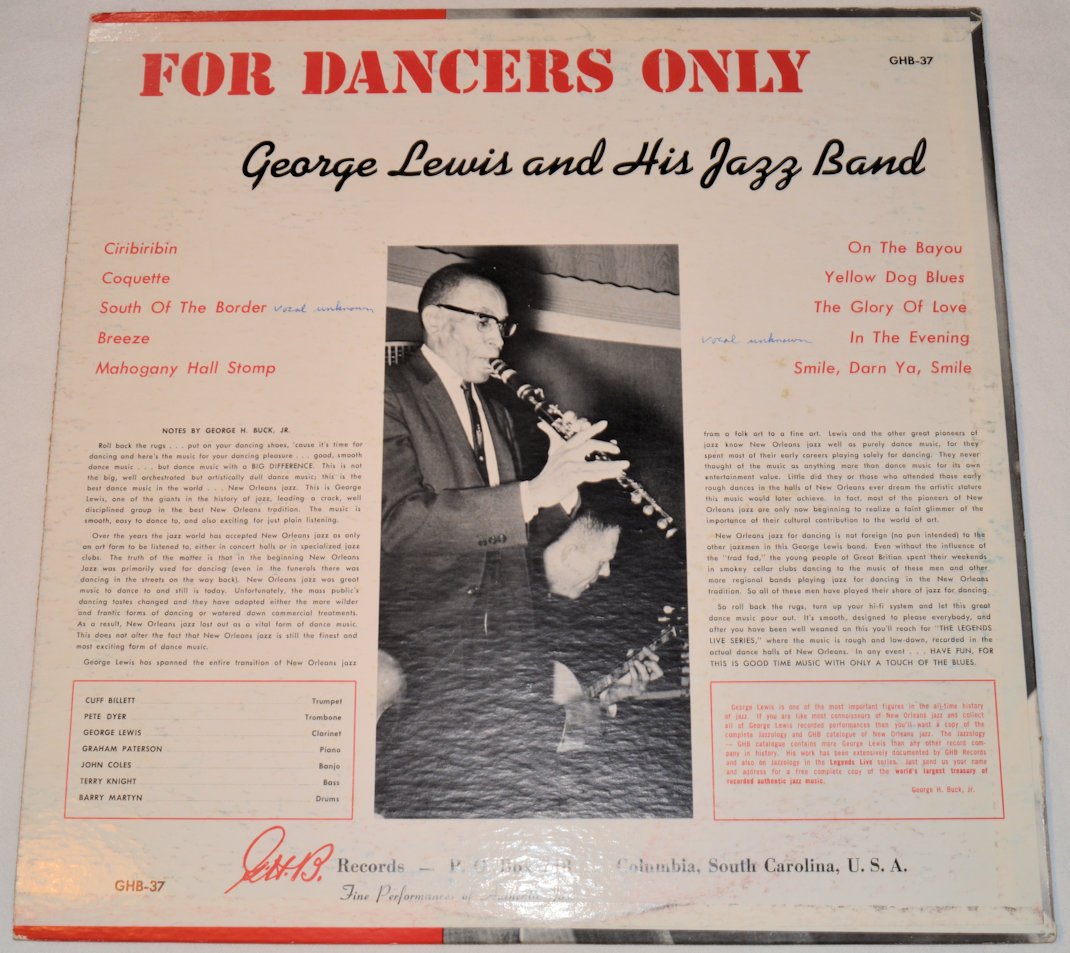 FOR DANCERS ONLY
GHB-37
George Lewis and His Jazz Band
Ciribiribin
Coquette
South Of The Border vocal unknown
Breeze
Mahogany Hall Stomp
On The Bayou
Yellow Dog Blues
The Glory Of Love
vocal unknown In The Evening
Smile, Darn Ya, Smile
NOTES BY GEORGE H. BUCK, JR.
Roll back the rugs . . . put on your dancing shoes, 'cause it's time for
dancing and here's the music for your dancing pleasure . . . good, smooth
dance music . . . but dance music with a BIG DIFFERENCE. This is not
the big, well orchestrated but artistically dull dance music; this is the
best dance music in the world . . . New Orleans jazz. This is George
Lewis, one of the giants in the history of jazz, leading a crack, well
disciplined group in the best New Orleans tradition. The music is
smooth, easy to dance to, and also exciting for just plain listening.
Over the years the jazz world has accepted New Orleans jazz as only
an art form to be listened to, either in concert halls or in specialized jazz
clubs. The truth of the matter is that in the beginning New Orleans
Jazz was primarily used for dancing (even in the funerals there was
dancing in the streets on the way back). New Orleans jazz was great
music to dance to and still is today. Unfortunately, the mass public's
dancing tastes changed and they have adopted either the more wilder
and frantic forms of dancing or watered down commercial treatments.
As a result, New Orleans jazz lost out as a vital form of dance music.
This does not alter the fact that New Orleans jazz is still the finest and
most exciting form of dance music.
George Lewis has spanned the entire transition of New Orleans jazz
from a folk art to a fine art. Lewis and the other great pioneers of
jazz know New Orleans jazz well as purely dance music, for they
spent most of their early careers playing solely for dancing. They never
thought of the music as anything more than dance music for its own
entertainment value. Little did they or those who attended those early
rough dances in the halls of New Orleans ever dream the artistic stature
this music would later achieve. In fact, most of the pioneers of New
Orleans jazz are only now beginning to realize a faint glimmer of the
importance of their cultural contribution to the world of art.
New Orleans jazz for dancing is not foreign (no pun intended) to the
other jazzmen in this George Lewis band. Even without the influence of
the "trad fad," the young people of Great Britian spent their weekends
in smokey cellar clubs dancing to the music of these men and other
more regional bands playing jazz for dancing in the New Orleans
tradition. So all of these men have played their share of jazz for dancing.
So roll back the rugs, turn up your hi-fi system and let this great
dance music pour out. It's smooth, designed to please everybody, and
after you have been well weaned on this you'll reach for "THE LEGENDS
LIVE SERIES," where the music is rough and low-down, recorded in the
actual dance halls of New Orleans. In any event . . . HAVE FUN, FOR
THIS IS GOOD TIME MUSIC WITH ONLY A TOUCH OF THE BLUES.
CUFF BILLETT Trumpet
PETE DYER Trombone
GEORGE LEWIS Clarinet
GRAHAM PATERSON Piano
JOHN COLES Banjo
TERRY KNIGHT Bass
BARRY MARTYN Drums
George Lewis is one of the most important figures in the all-time history
of jazz. If you are like most connoisseurs of New Orleans jazz and collect
all of George Lewis recorded performances then you'll want a copy of the
complete Jazzology and GHB catalogue of New Orleans jazz. The Jazzology
— GHB catalogue contains more George Lewis than any other record com-
pany in history. His work has been extensively documented by GHB Records
and also on Jazzology in the Legends Live series. Just send us your name
and address for a free complete copy of the world's largest treasury of
recorded authentic jazz music.
George H. Buck, Jr.
G.H.B. Records — P. O. Box Columbia, South Carolina, U. S. A.
GHB-37
Fine Performances of Authentic